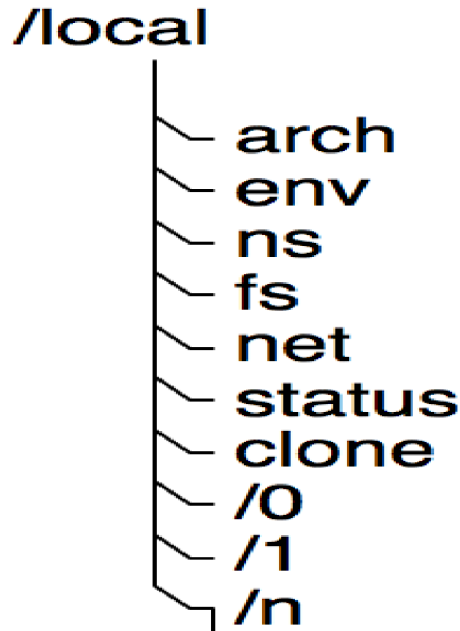 /local
arch
env
ns
fs
net
status
clone
/0
/1
/n